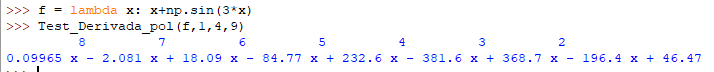 >>> f = lambda x: x+np.sin(3*x)
>>> Test_Derivada_pol(f,1,4,9)
8 7 6 5 4 3 2
0.09965 x - 2.081 x + 18.09 x - 84.77 x + 232.6 x - 381.6 x + 368.7 x - 196.4 x + 46.47